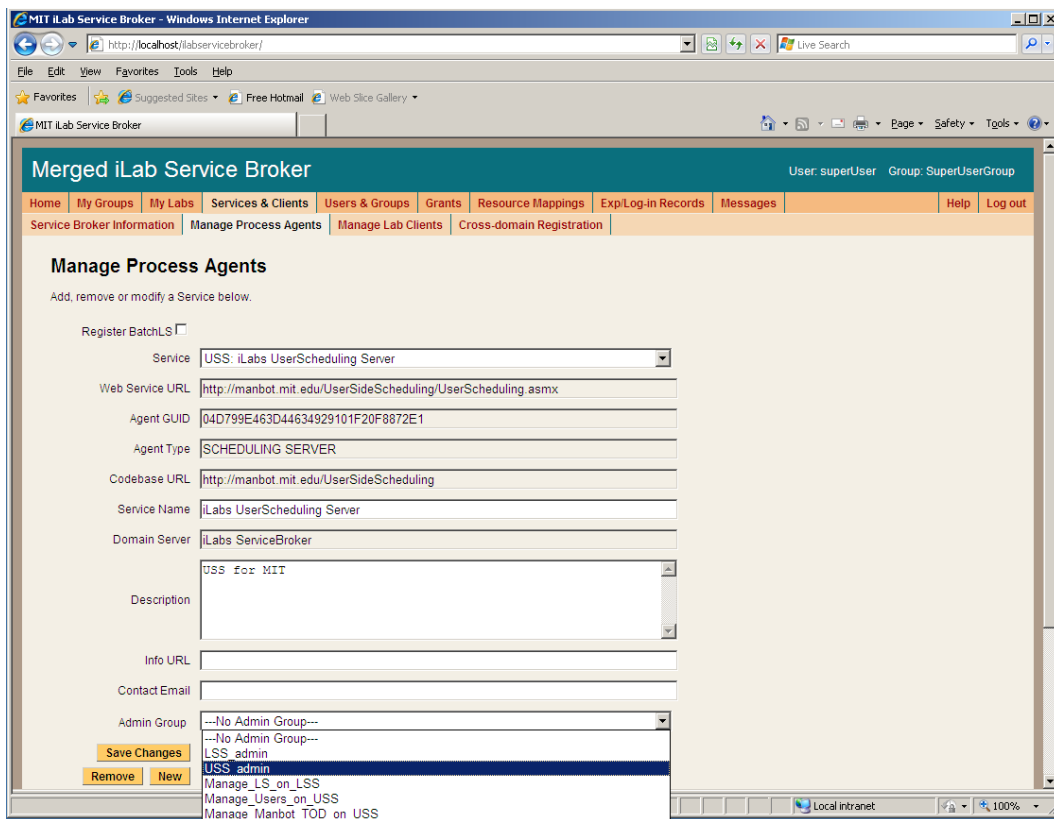 MIT iLab Service Broker - Windows Internet Explorer
http://localhost/ilabservicebroker/
Live Search
File Edit View Favorites Tools Help
Favorites Suggested Sites Free Hotmail Web Slice Gallery
MIT iLab Service Broker
Page Safety Tools
Merged iLab Service Broker
User: superUser Group: SuperUserGroup
Home My Groups My Labs Services & Clients Users & Groups Grants Resource Mappings Exp/Log-in Records Messages Help Log out
Service Broker Information Manage Process Agents Manage Lab Clients Cross-domain Registration
Manage Process Agents
Add, remove or modify a Service below.
Register BatchLS
Service USS: iLabs UserScheduling Server
Web Service URL http://manbot.mit.edu/UserSideScheduling/UserScheduling.asmx
Agent GUID 04D799E463D44634929101F20F8872E1
Agent Type SCHEDULING SERVER
Codebase URL http://manbot.mit.edu/UserSideScheduling
Service Name iLabs UserScheduling Server
Domain Server iLabs ServiceBroker
Description USS for MIT
Info URL
Contact Email
Admin Group ---No Admin Group---
---No Admin Group---
Save Changes LSS_admin
USS_admin
Remove New Manage_LS_on_LSS
Manage_Users_on_USS
Manage_Manbot_TOD_on_USS
Local intranet 100%